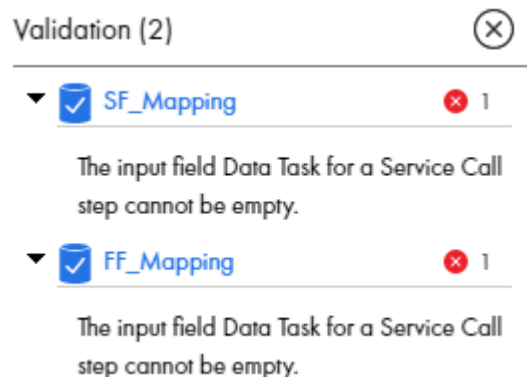 Validation (2)
SF_Mapping 1
The input field Data Task for a Service Call
step cannot be empty.
FF_Mapping 1
The input field Data Task for a Service Call
step cannot be empty.